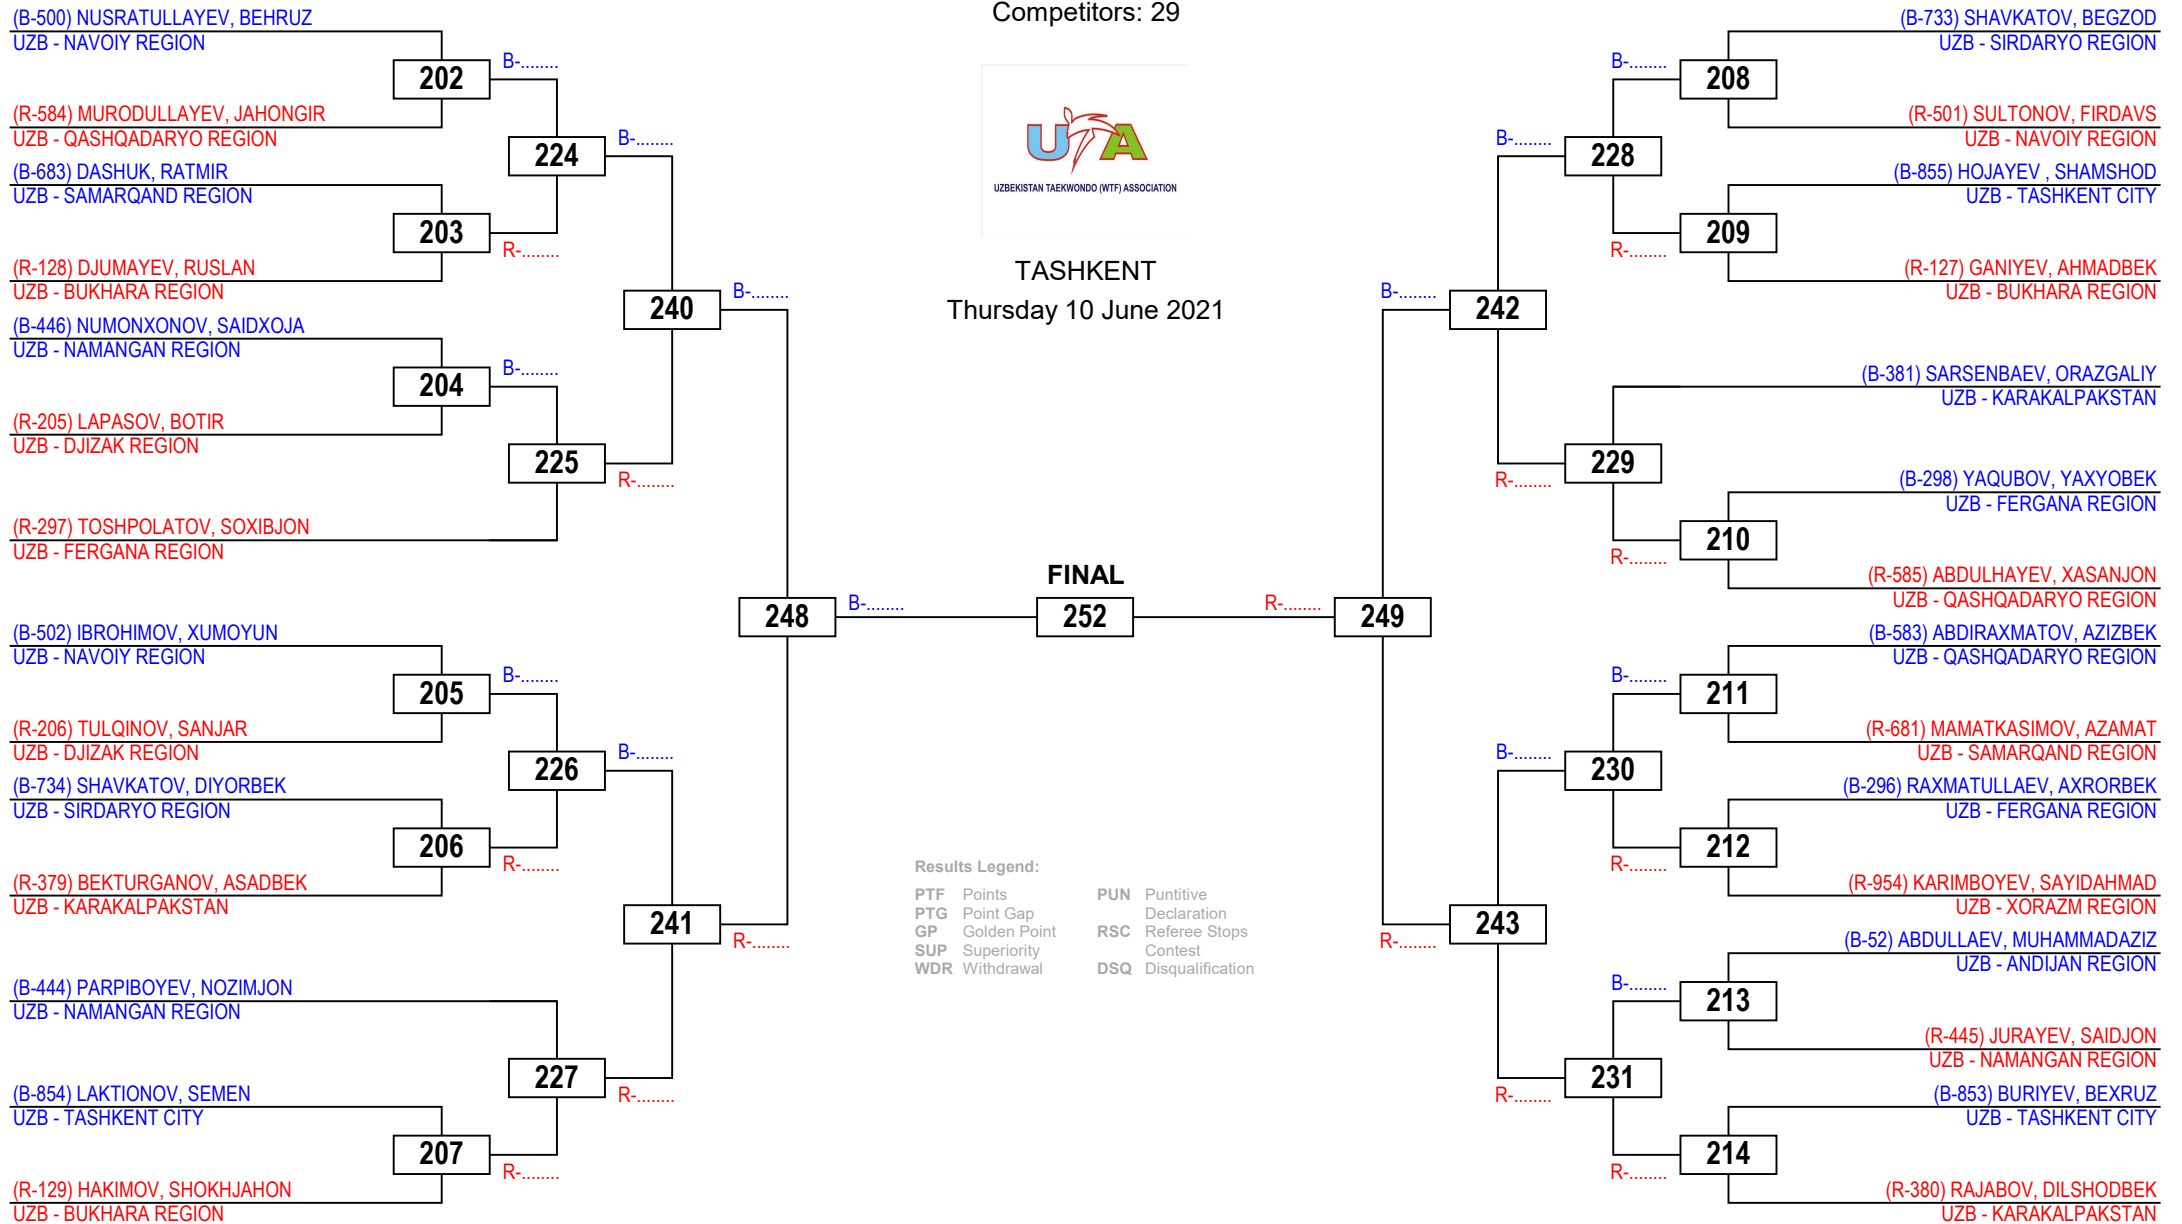 Competitors: 29
UTA
UZBEKISTAN TAEKWONDO (WTF) ASSOCIATION
TASHKENT
Thursday 10 June 2021
(B-500) NUSRATULLAYEV, BEHRUZ
UZB - NAVOIY REGION
202
B-........
(R-584) MURODULLAYEV, JAHONGIR
UZB - QASHQADARYO REGION
224
B-........
(B-683) DASHUK, RATMIR
UZB - SAMARQAND REGION
203
R-........
(R-128) DJUMAYEV, RUSLAN
UZB - BUKHARA REGION
240
B-........
(B-446) NUMONXONOV, SAIDXOJA
UZB - NAMANGAN REGION
204
B-........
(R-205) LAPASOV, BOTIR
UZB - DJIZAK REGION
225
R-........
(R-297) TOSHPOLATOV, SOXIBJON
UZB - FERGANA REGION
248
B-........
(B-502) IBROHIMOV, XUMOYUN
UZB - NAVOIY REGION
205
B-........
(R-206) TULQINOV, SANJAR
UZB - DJIZAK REGION
226
B-........
(B-734) SHAVKATOV, DIYORBEK
UZB - SIRDARYO REGION
206
R-........
(R-379) BEKTURGANOV, ASADBEK
UZB - KARAKALPAKSTAN
241
R-........
(B-444) PARPIBOYEV, NOZIMJON
UZB - NAMANGAN REGION
227
R-........
(B-854) LAKTIONOV, SEMEN
UZB - TASHKENT CITY
207
R-........
(R-129) HAKIMOV, SHOKHJAHON
UZB - BUKHARA REGION
FINAL
252
Results Legend:
PTF Points
PTG Point Gap
GP Golden Point
SUP Superiority
WDR Withdrawal
PUN Puntitive
Declaration
RSC Referee Stops
Contest
DSQ Disqualification
(B-733) SHAVKATOV, BEGZOD
UZB - SIRDARYO REGION
B-........
208
(R-501) SULTONOV, FIRDAVS
UZB - NAVOIY REGION
B-........
228
(B-855) HOJAYEV , SHAMSHOD
UZB - TASHKENT CITY
R-........
209
(R-127) GANIYEV, AHMADBEK
UZB - BUKHARA REGION
B-........
242
(B-381) SARSENBAEV, ORAZGALIY
UZB - KARAKALPAKSTAN
R-........
229
(B-298) YAQUBOV, YAXYOBEK
UZB - FERGANA REGION
R-........
210
(R-585) ABDULHAYEV, XASANJON
UZB - QASHQADARYO REGION
R-........
249
(B-583) ABDIRAXMATOV, AZIZBEK
UZB - QASHQADARYO REGION
B-........
211
(R-681) MAMATKASIMOV, AZAMAT
UZB - SAMARQAND REGION
B-........
230
(B-296) RAXMATULLAEV, AXRORBEK
UZB - FERGANA REGION
R-........
212
(R-954) KARIMBOYEV, SAYIDAHMAD
UZB - XORAZM REGION
R-........
243
(B-52) ABDULLAEV, MUHAMMADAZIZ
UZB - ANDIJAN REGION
B-........
213
(R-445) JURAYEV, SAIDJON
UZB - NAMANGAN REGION
R-........
231
(B-853) BURIYEV, BEXRUZ
UZB - TASHKENT CITY
R-........
214
(R-380) RAJABOV, DILSHODBEK
UZB - KARAKALPAKSTAN